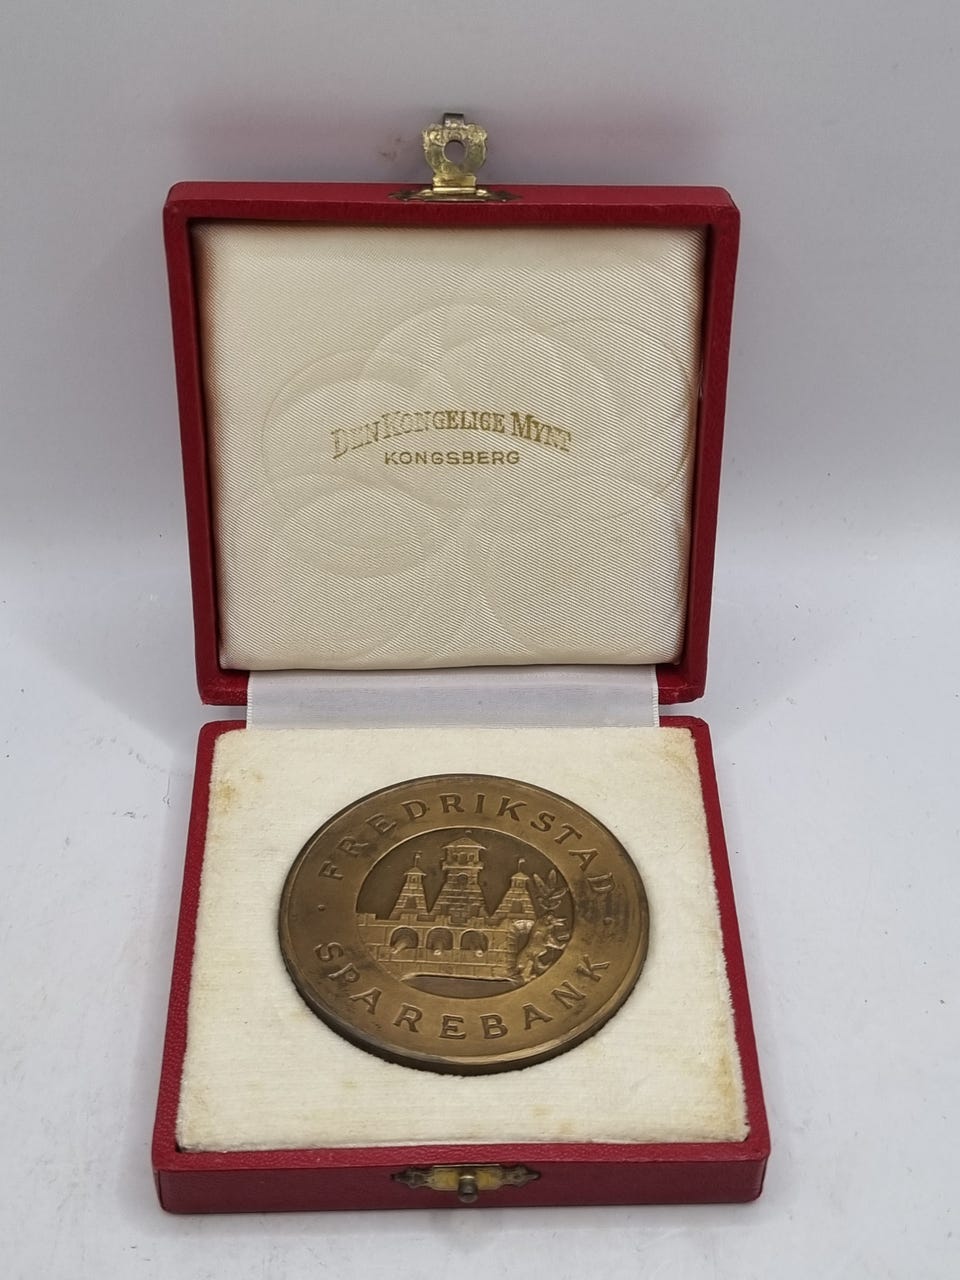 DEN KONGELIGE MYNT
KONGSBERG
FREDRIKSTAD
SPAREBANK